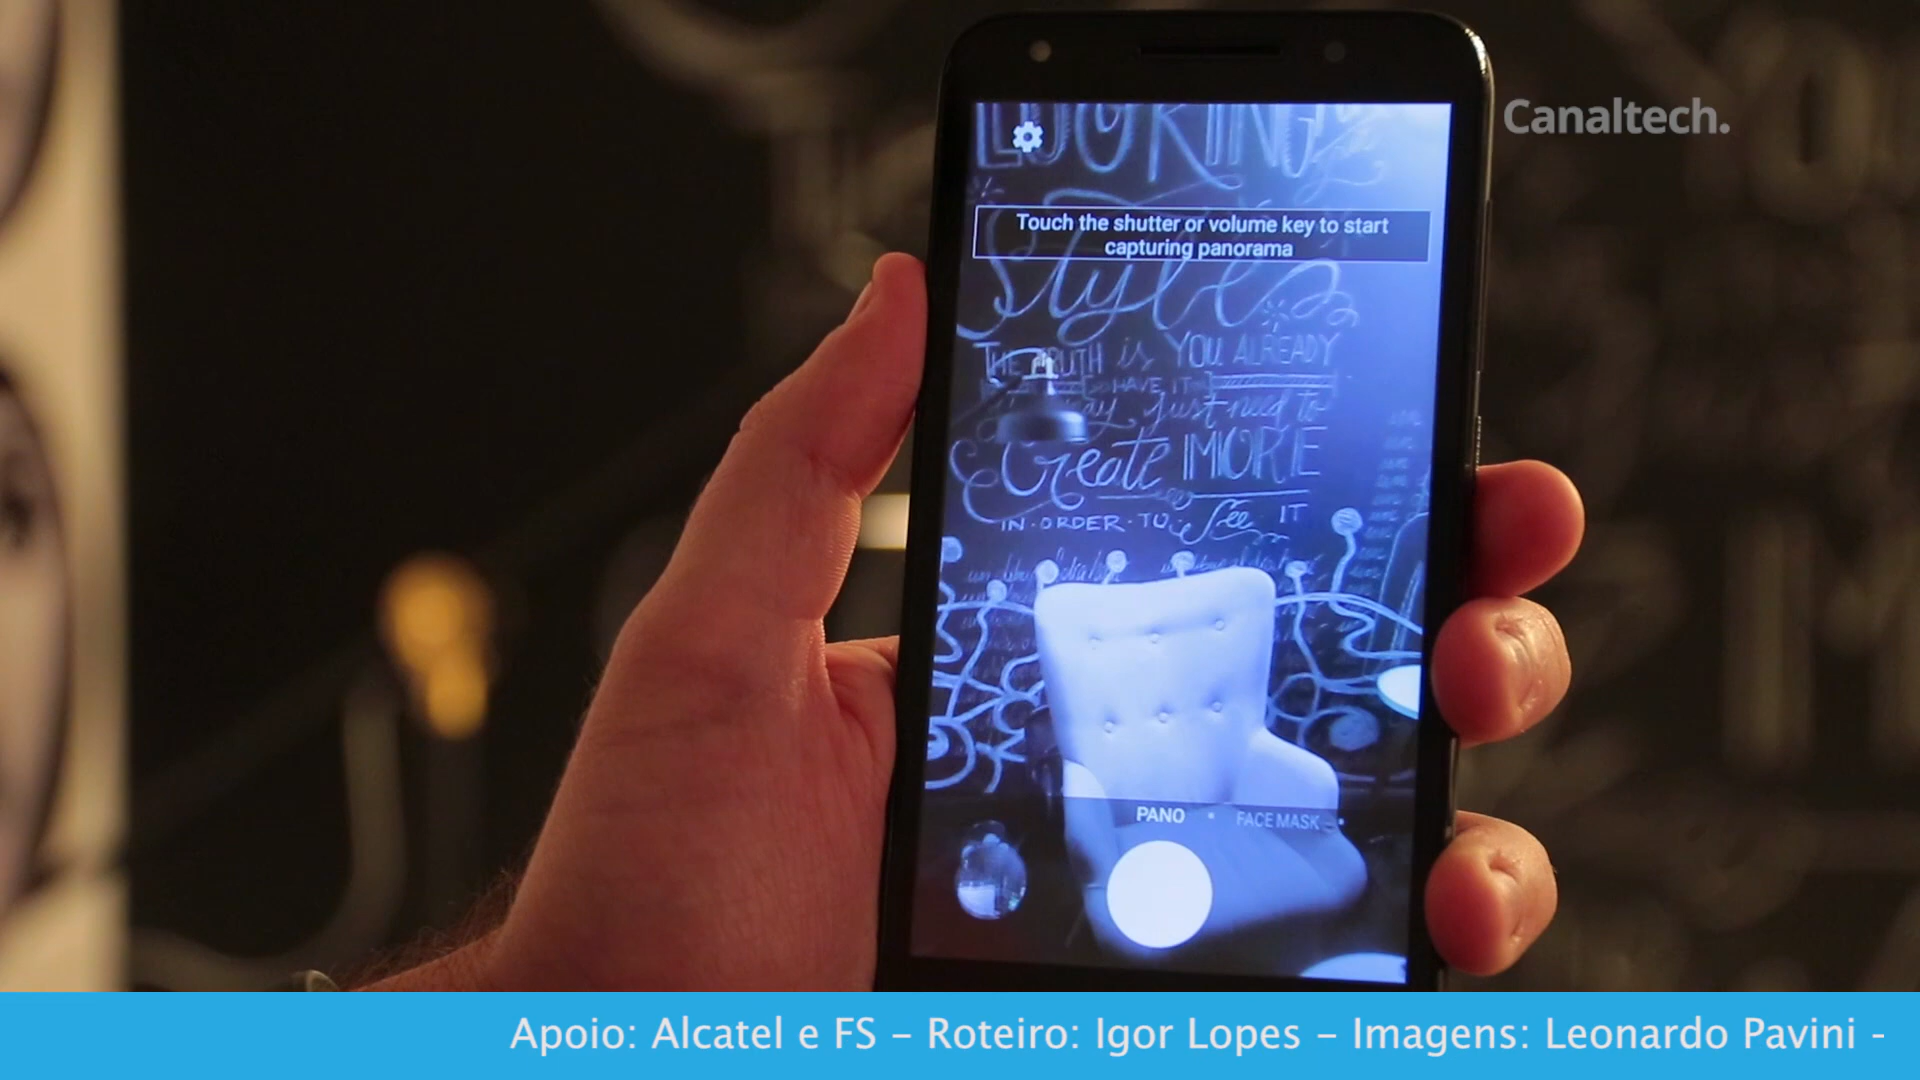 Canaltech.
LOOKING
Touch the shutter or volume key to start
capturing panorama
Styles
THE TRUTH is YOU ALREADY
HAVE IT
just need to
Create MORE
IN·ORDER·TO See IT
PANO • FACE MASK
Apoio: Alcatel e FS – Roteiro: Igor Lopes – Imagens: Leonardo Pavini -